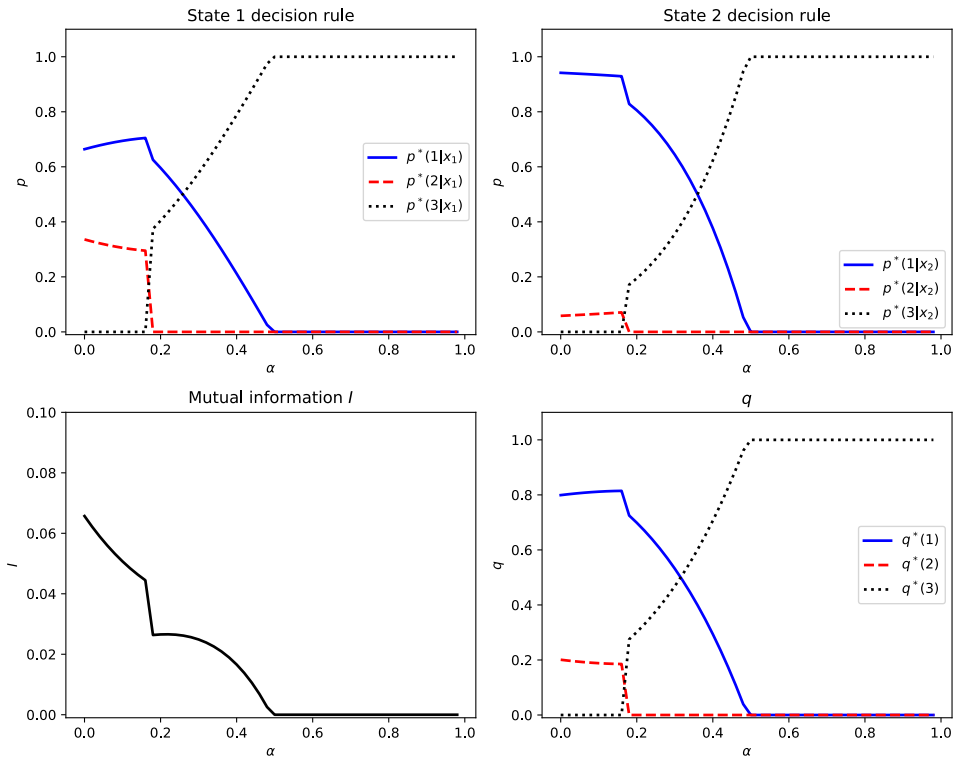 State 1 decision rule
1.0
0.8
0.6
0.4
0.2
0.0
p
p*(1|x₁)
p*(2|x₁)
p*(3|x₁)
0.0 0.2 0.4 0.6 0.8 1.0
α
State 2 decision rule
1.0
0.8
0.6
0.4
0.2
0.0
p
p*(1|x₂)
p*(2|x₂)
p*(3|x₂)
0.0 0.2 0.4 0.6 0.8 1.0
α
Mutual information I
0.10
0.08
0.06
0.04
0.02
0.00
I
0.0 0.2 0.4 0.6 0.8 1.0
α
q
1.0
0.8
0.6
0.4
0.2
0.0
q
q*(1)
q*(2)
q*(3)
0.0 0.2 0.4 0.6 0.8 1.0
α